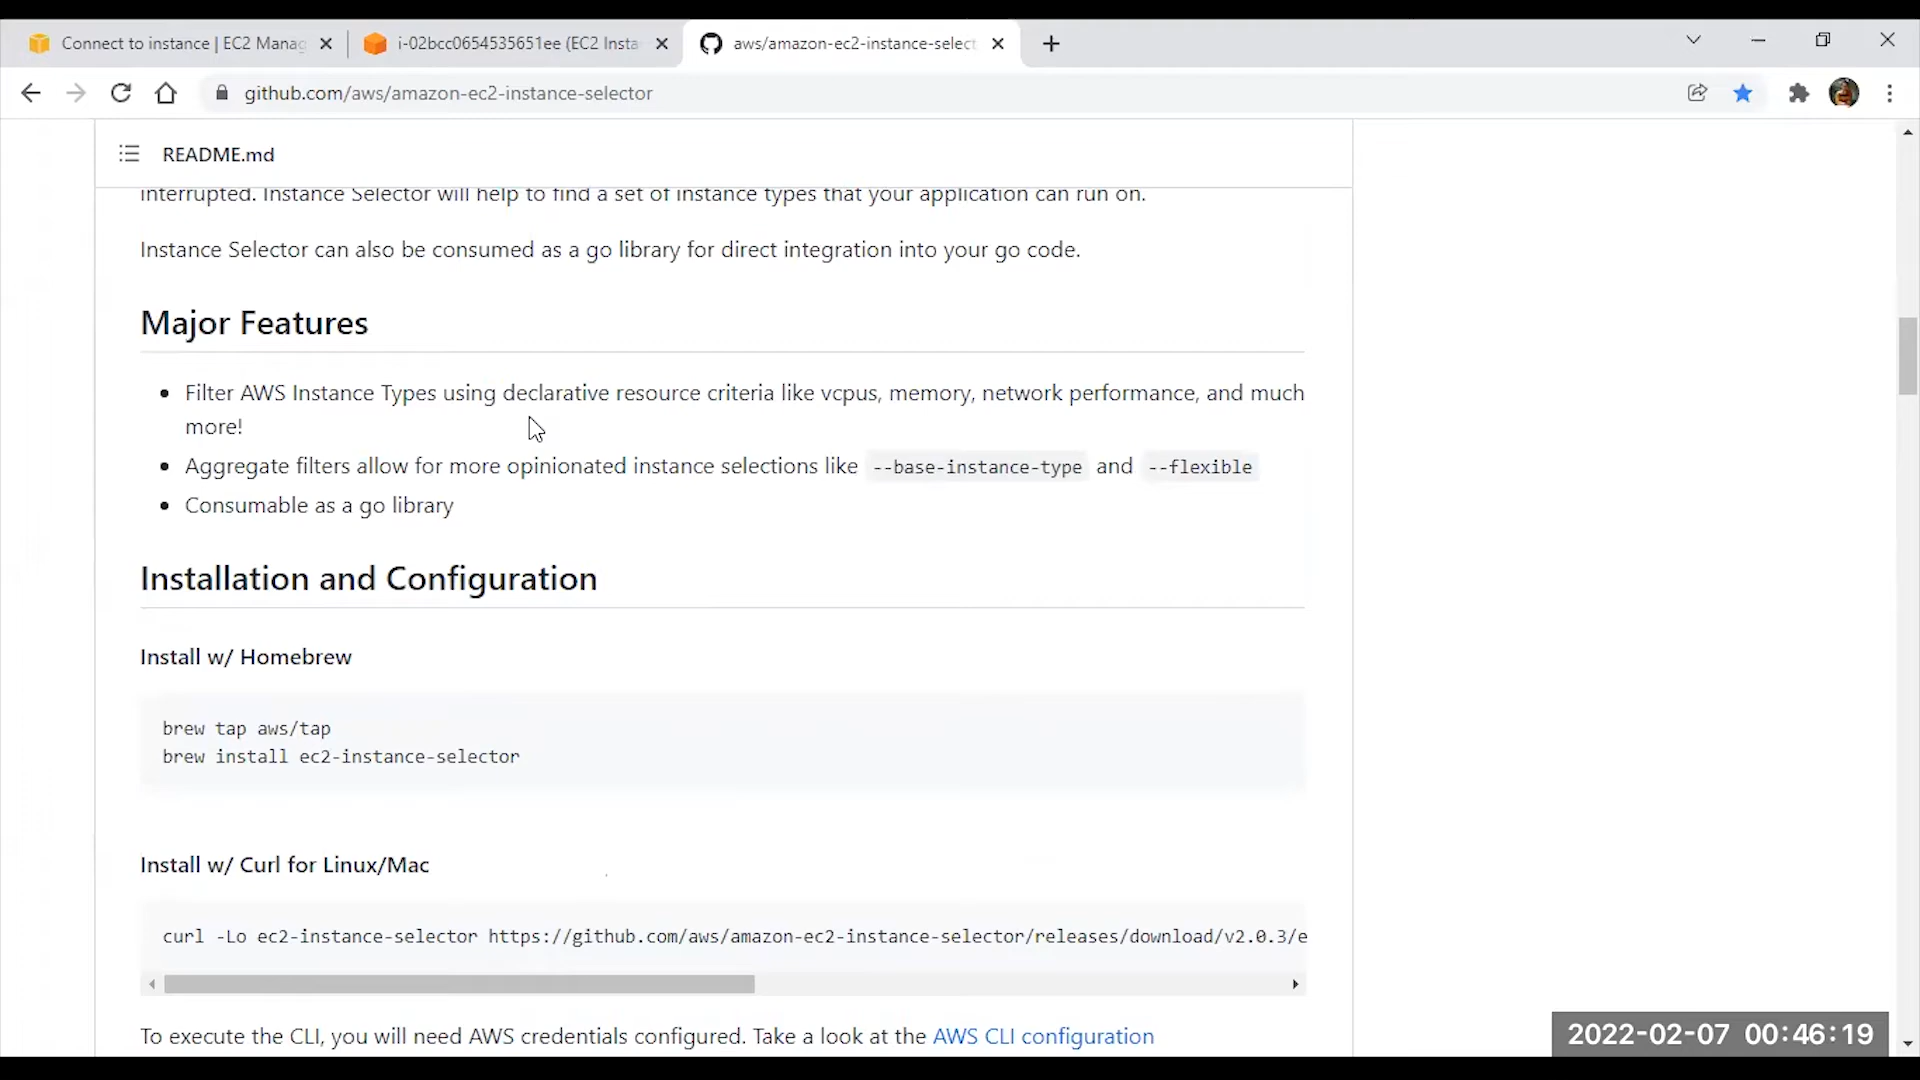 Connect to instance | EC2 Manag
i-02bcc0654535651ee (EC2 Insta
aws/amazon-ec2-instance-select
github.com/aws/amazon-ec2-instance-selector
README.md
interrupted. Instance Selector will help to find a set of instance types that your application can run on.
Instance Selector can also be consumed as a go library for direct integration into your go code.
Major Features
• Filter AWS Instance Types using declarative resource criteria like vcpus, memory, network performance, and much
more!
• Aggregate filters allow for more opinionated instance selections like --base-instance-type and --flexible
• Consumable as a go library
Installation and Configuration
Install w/ Homebrew
brew tap aws/tap
brew install ec2-instance-selector
Install w/ Curl for Linux/Mac
curl -Lo ec2-instance-selector https://github.com/aws/amazon-ec2-instance-selector/releases/download/v2.0.3/e
To execute the CLI, you will need AWS credentials configured. Take a look at the AWS CLI configuration
2022-02-07 00:46:19